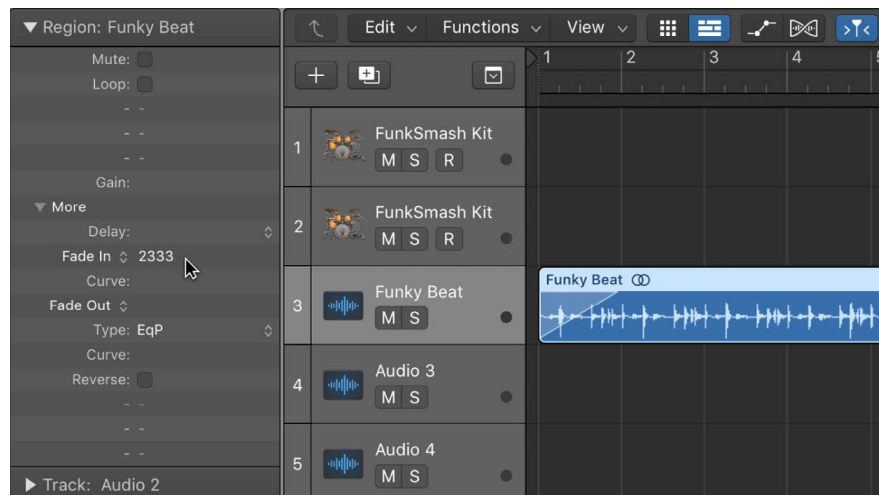 Region: Funky Beat
Mute:
Loop:
- -
- -
- -
Gain:
More
Delay:
Fade In 2333
Curve:
Fade Out
Type: EqP
Curve:
Reverse:
- -
- -
- -
Track: Audio 2
Edit Functions View
1 2 3 4
1 FunkSmash Kit
M S R
2 FunkSmash Kit
M S R
3 Funky Beat
M S
4 Audio 3
M S
5 Audio 4
M S
Funky Beat